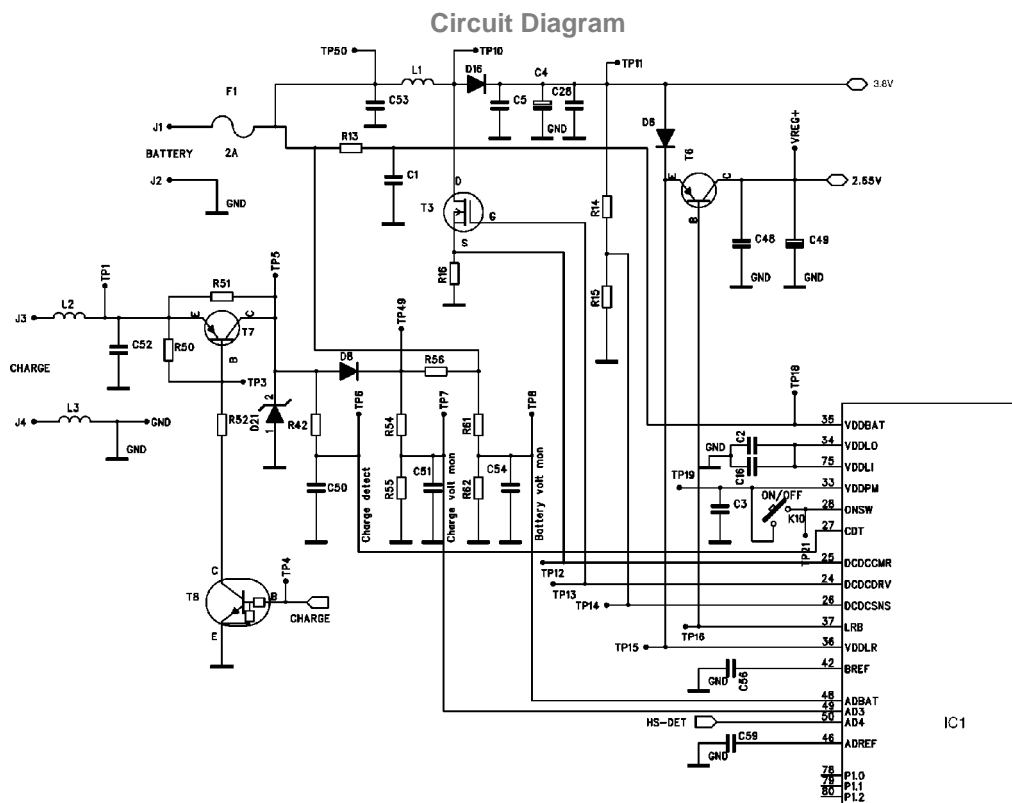 Circuit Diagram
TP50
TP10
TP11
L1
D16
C4
C5
C28
C53
GND
3.8V
F1
J1
BATTERY
2A
J2
GND
R13
C1
D6
T6
E
C
B
VREG+
2.55V
C48
C49
GND
GND
D
T3
G
S
R16
R14
R15
TP1
TP5
R51
L2
J3
E
C
T7
C52
R50
B
TP3
CHARGE
L3
J4
GND
GND
R52
D21
2
1
TP49
D8
R56
R42
TP6
R54
TP7
R61
TP8
C50
Charge detect
R55
C51
Charge volt mon
R62
C54
Battery volt mon
TP18
GND
C2
C16
TP19
C3
ON/OFF
K10
TP21
TP12
TP13
TP14
TP16
TP15
GND
C56
HS-DET
C59
GND
C
T8
B
E
TP4
CHARGE
35 VDDBAT
34 VDDLO
75 VDDLI
33 VDDPM
28 ONSW
27 CDT
25 DCDCCMR
24 DCDCDRV
26 DCDCSNS
37 LRB
36 VDDLR
42 BREF
48 ADBAT
49 AD3
50 AD4
46 ADREF
78 P1.0
79 P1.1
80 P1.2
IC1